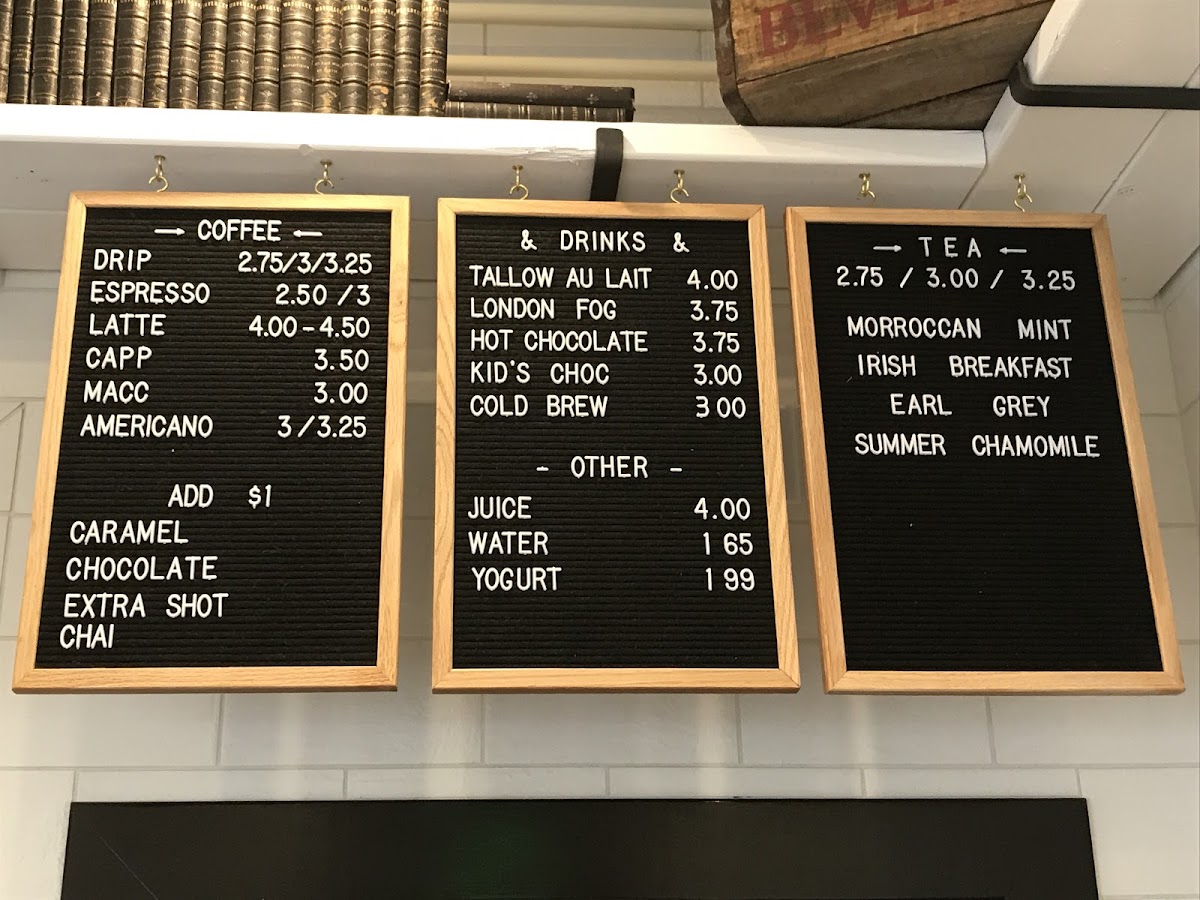 BEVE
→ COFFEE ←
DRIP 2.75/3/3.25
ESPRESSO 2.50 /3
LATTE 4.00-4.50
CAPP 3.50
MACC 3.00
AMERICANO 3/3.25
ADD $1
CARAMEL
CHOCOLATE
EXTRA SHOT
CHAI
& DRINKS &
TALLOW AU LAIT 4.00
LONDON FOG 3.75
HOT CHOCOLATE 3.75
KID'S CHOC 3.00
COLD BREW 3 00
- OTHER -
JUICE 4.00
WATER 1 65
YOGURT 1 99
→ TEA ←
2.75 / 3.00 / 3.25
MORROCCAN MINT
IRISH BREAKFAST
EARL GREY
SUMMER CHAMOMILE